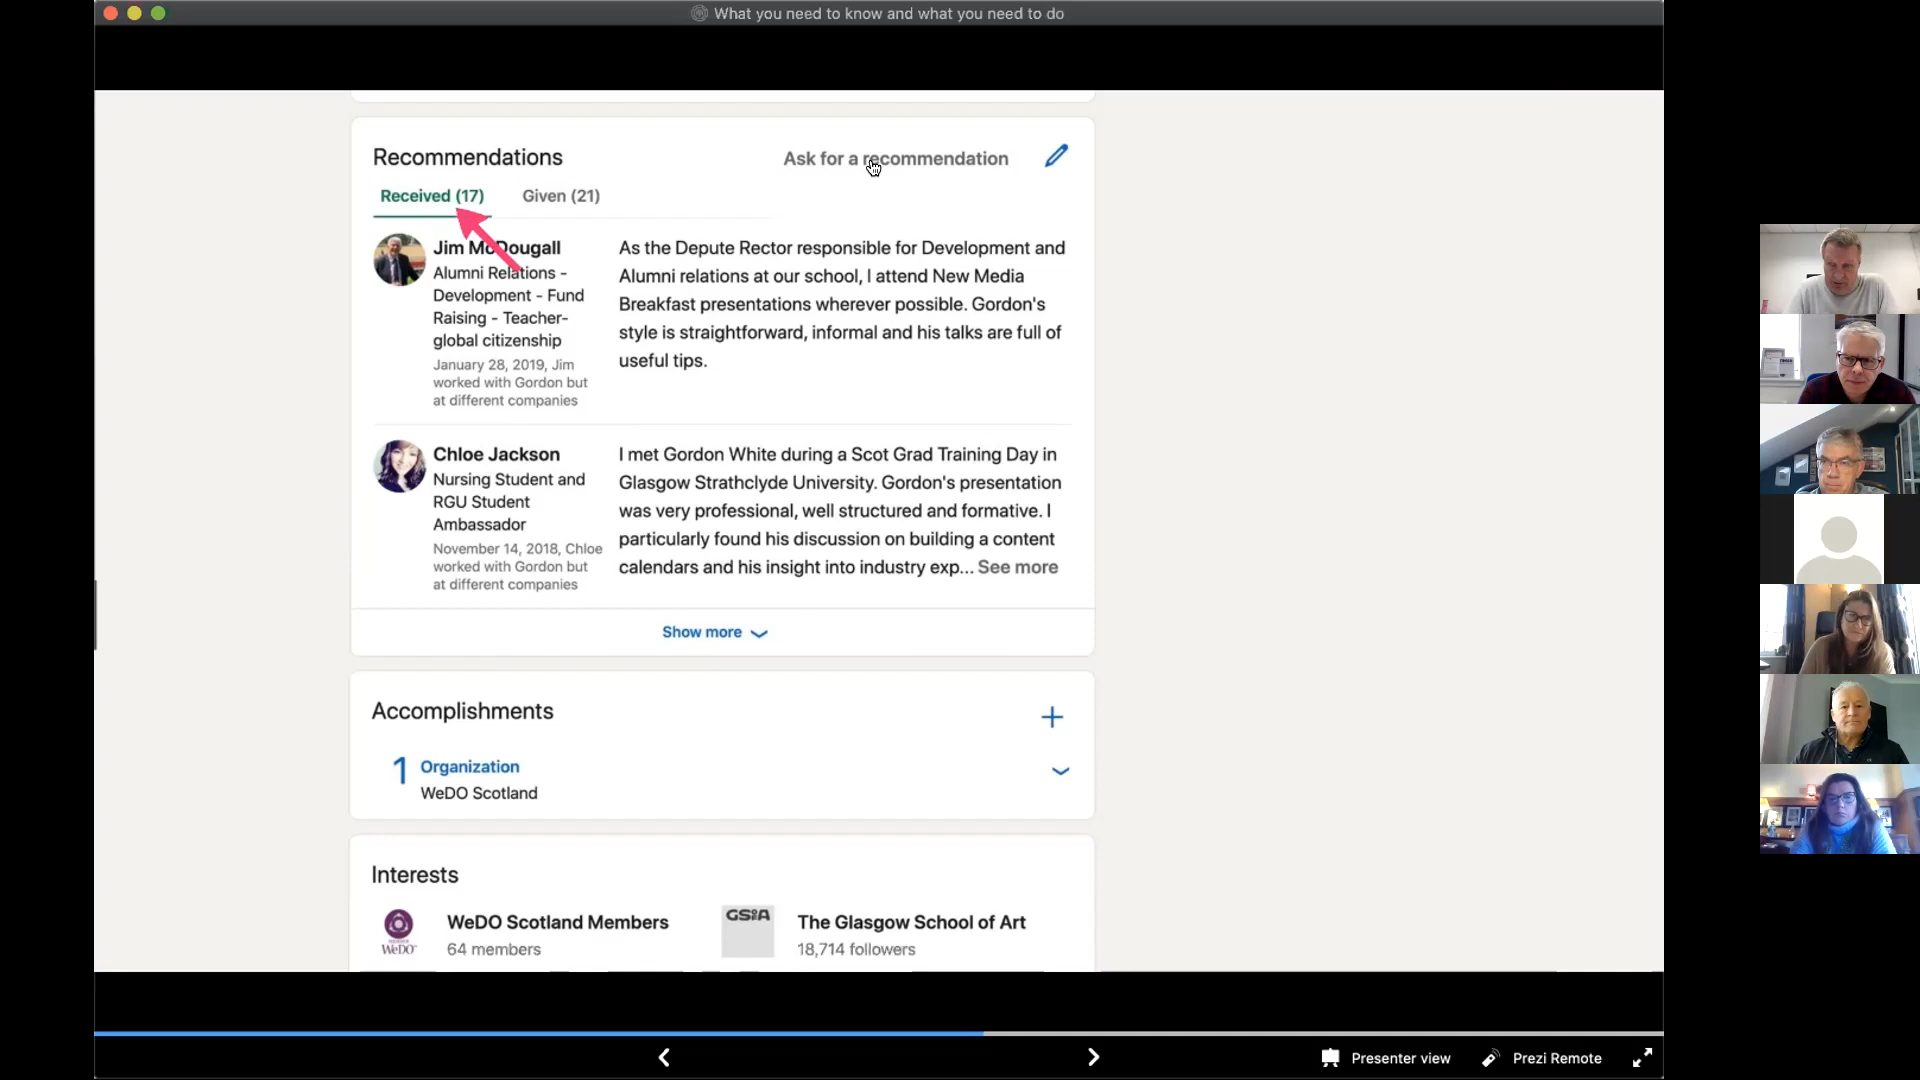 What you need to know and what you need to do
Recommendations
Ask for a recommendation
Received (17)
Given (21)
Jim McDougall
Alumni Relations -
Development - Fund
Raising - Teacher-
global citizenship
January 28, 2019, Jim
worked with Gordon but
at different companies
As the Depute Rector responsible for Development and
Alumni relations at our school, I attend New Media
Breakfast presentations wherever possible. Gordon's
style is straightforward, informal and his talks are full of
useful tips.
Chloe Jackson
Nursing Student and
RGU Student
Ambassador
November 14, 2018, Chloe
worked with Gordon but
at different companies
I met Gordon White during a Scot Grad Training Day in
Glasgow Strathclyde University. Gordon's presentation
was very professional, well structured and formative. I
particularly found his discussion on building a content
calendars and his insight into industry exp... See more
Show more
Accomplishments
1 Organization
WeDO Scotland
Interests
WeDO
WeDO Scotland Members
64 members
GS:A
The Glasgow School of Art
18,714 followers
Presenter view
Prezi Remote